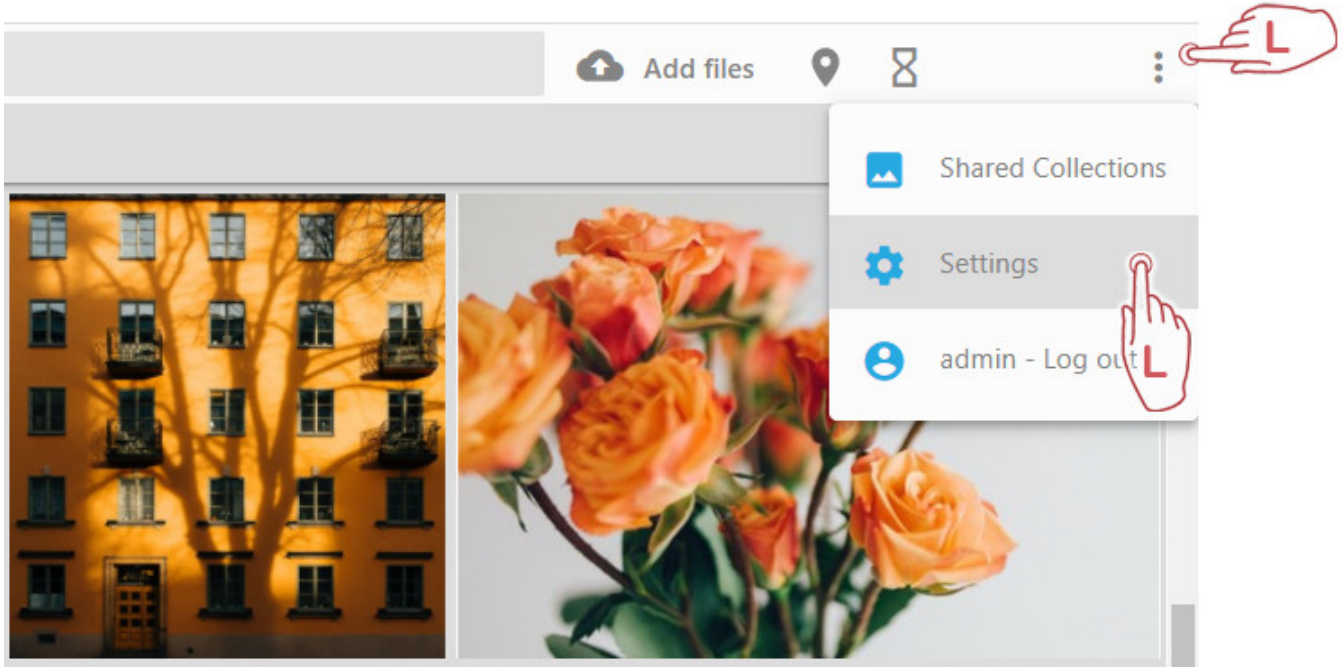 L
Add files
Shared Collections
Settings
admin - Log out
L